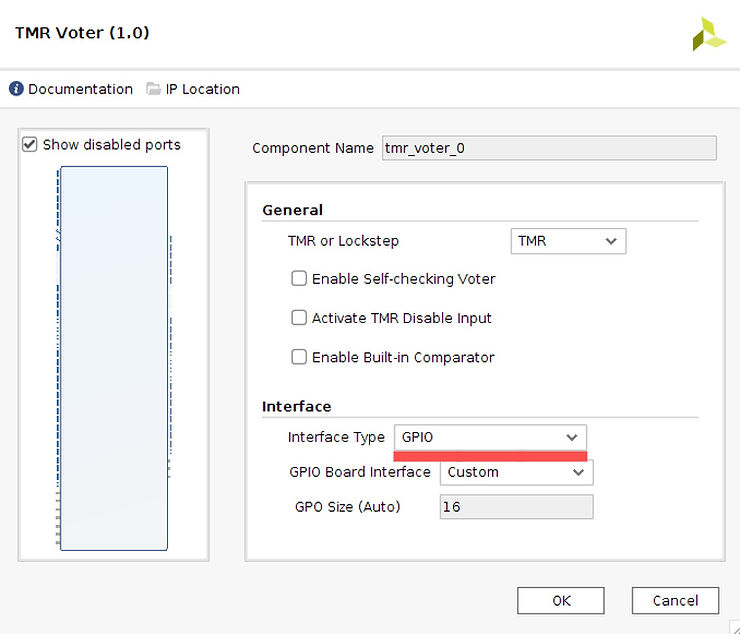 TMR Voter (1.0)
Documentation IP Location
Show disabled ports
Component Name tmr_voter_0
General
TMR or Lockstep TMR
Enable Self-checking Voter
Activate TMR Disable Input
Enable Built-in Comparator
Interface
Interface Type GPIO
GPIO Board Interface Custom
GPO Size (Auto) 16
OK Cancel